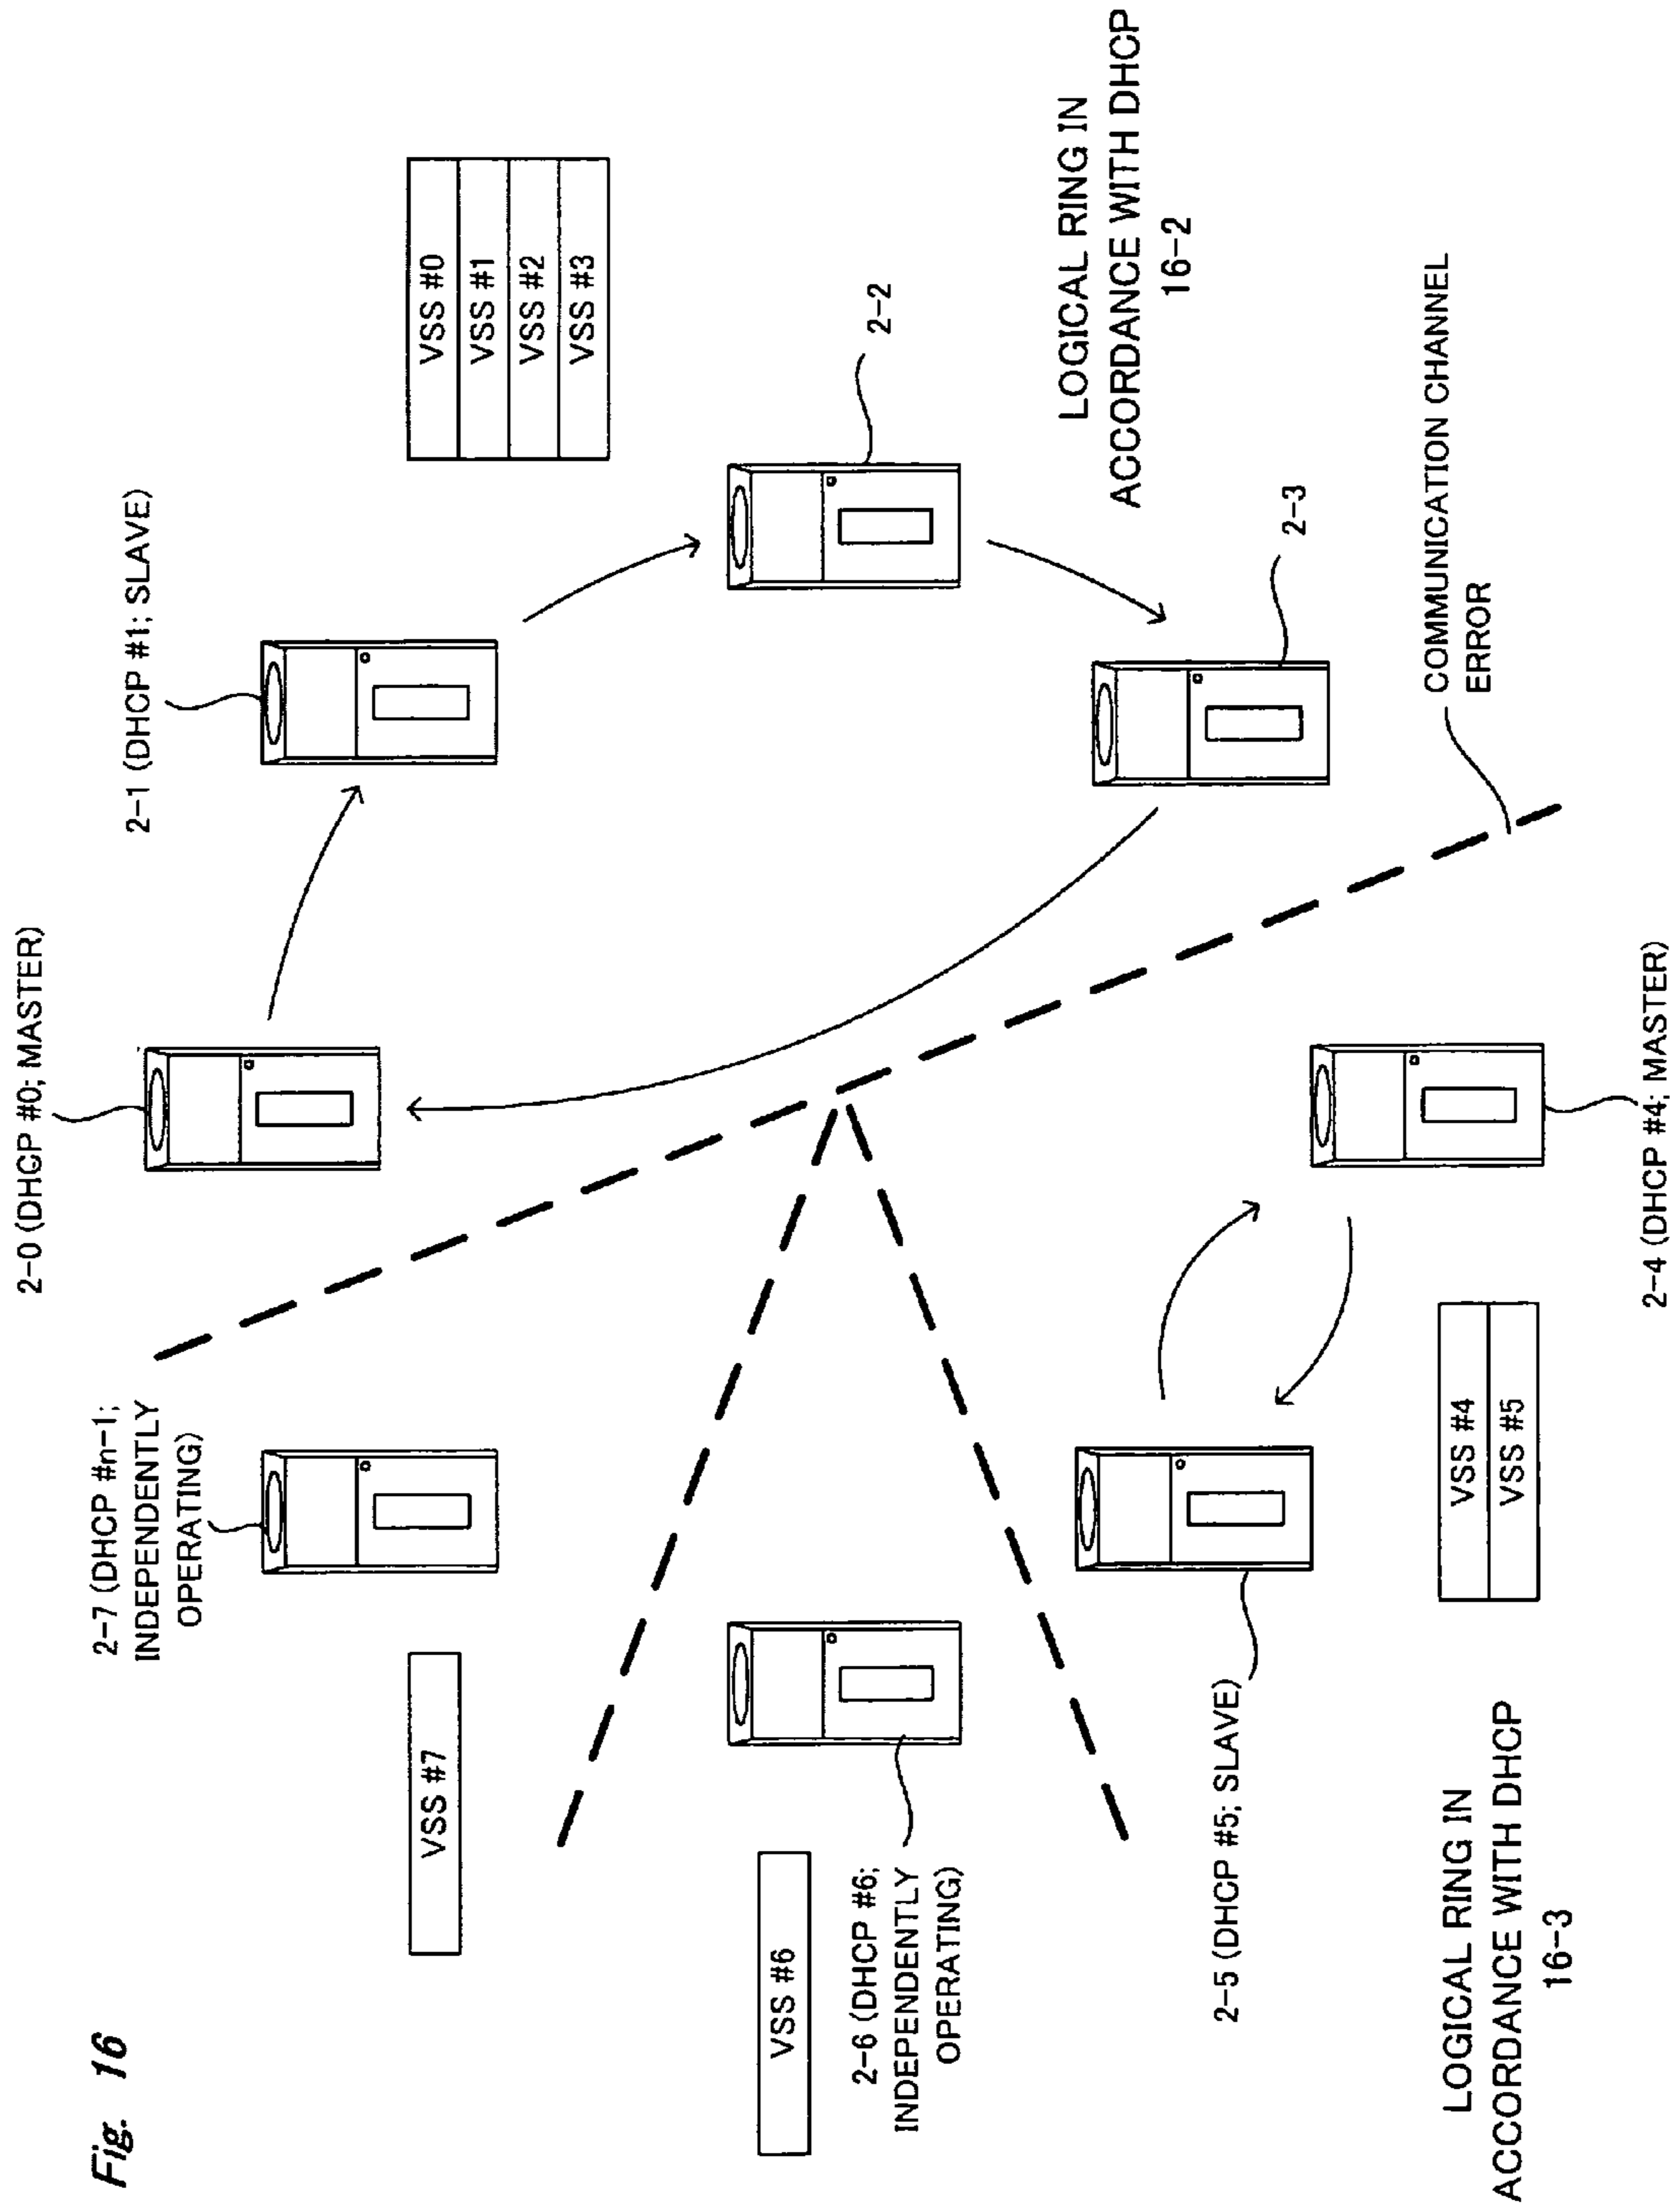 Fig. 16
2-0 (DHCP #0; MASTER)
2-1 (DHCP #1; SLAVE)
2-7 (DHCP #n-1;
INDEPENDENTLY
OPERATING)
VSS #0
VSS #1
VSS #2
VSS #3
VSS #7
2-2
VSS #6
2-6 (DHCP #6;
INDEPENDENTLY
OPERATING)
LOGICAL RING IN
ACCORDANCE WITH DHCP
16-2
2-3
2-5 (DHCP #5; SLAVE)
COMMUNICATION CHANNEL
ERROR
VSS #4
VSS #5
LOGICAL RING IN
ACCORDANCE WITH DHCP
16-3
2-4 (DHCP #4; MASTER)